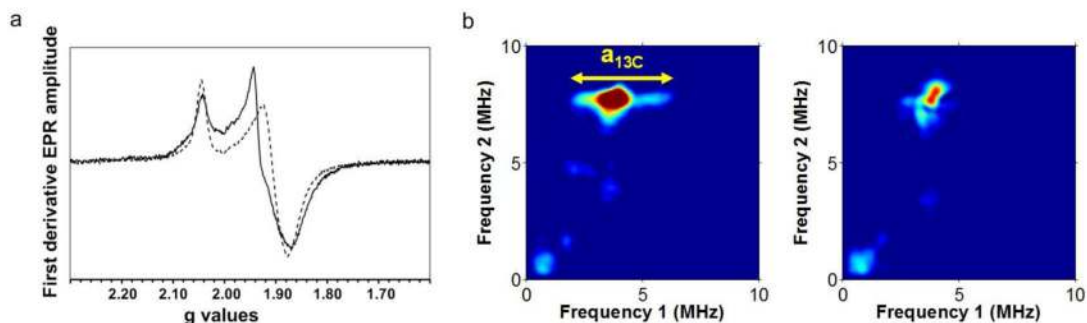 a
First derivative EPR amplitude
2.20 2.10 2.00 1.90 1.80 1.70
g values
b
10
5
0
Frequency 2 (MHz)
a13C
0 5 10
Frequency 1 (MHz)
10
5
0
Frequency 2 (MHz)
0 5 10
Frequency 1 (MHz)